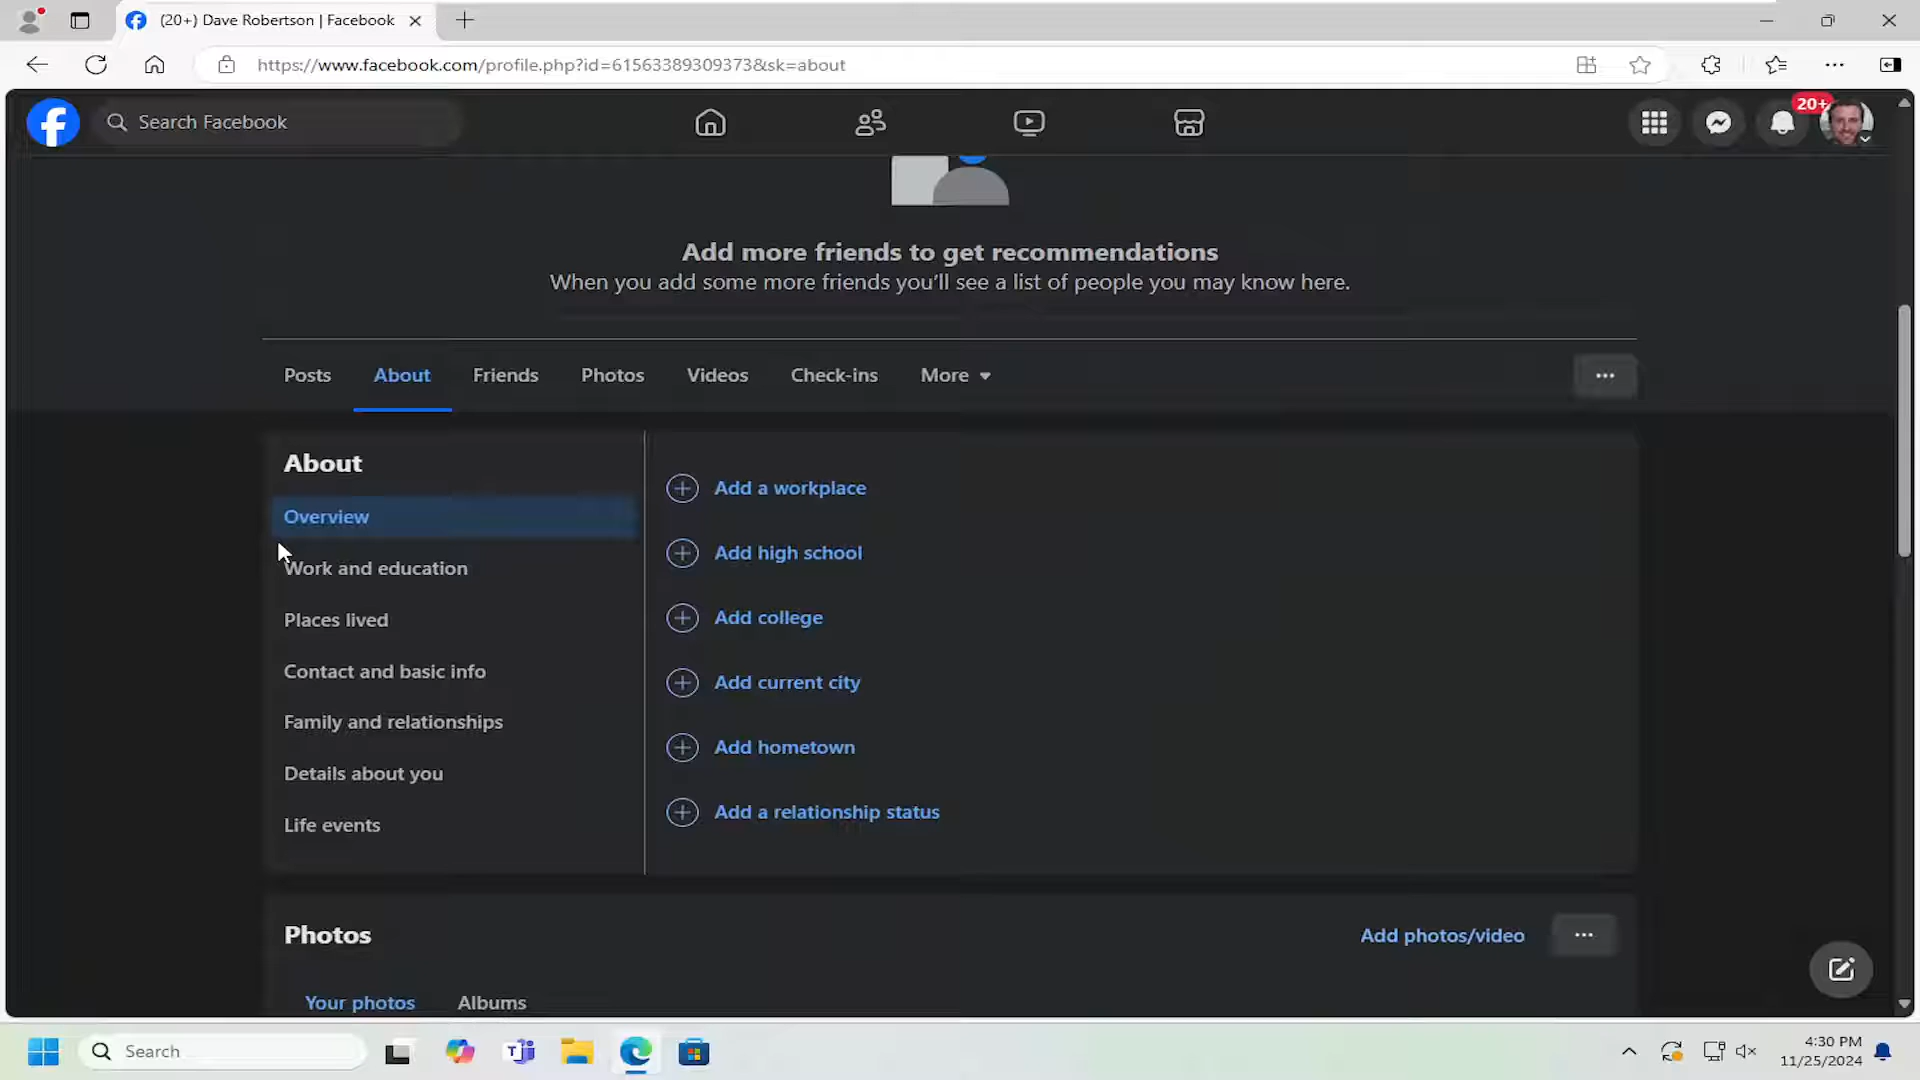 (20+) Dave Robertson | Facebook
https://www.facebook.com/profile.php?id=61563389309373&sk=about
Search Facebook
20+
Add more friends to get recommendations
When you add some more friends you'll see a list of people you may know here.
Posts About Friends Photos Videos Check-ins More
About
Overview
Work and education
Places lived
Contact and basic info
Family and relationships
Details about you
Life events
Add a workplace
Add high school
Add college
Add current city
Add hometown
Add a relationship status
Photos
Add photos/video
Your photos Albums
Search
4:30 PM
11/25/2024